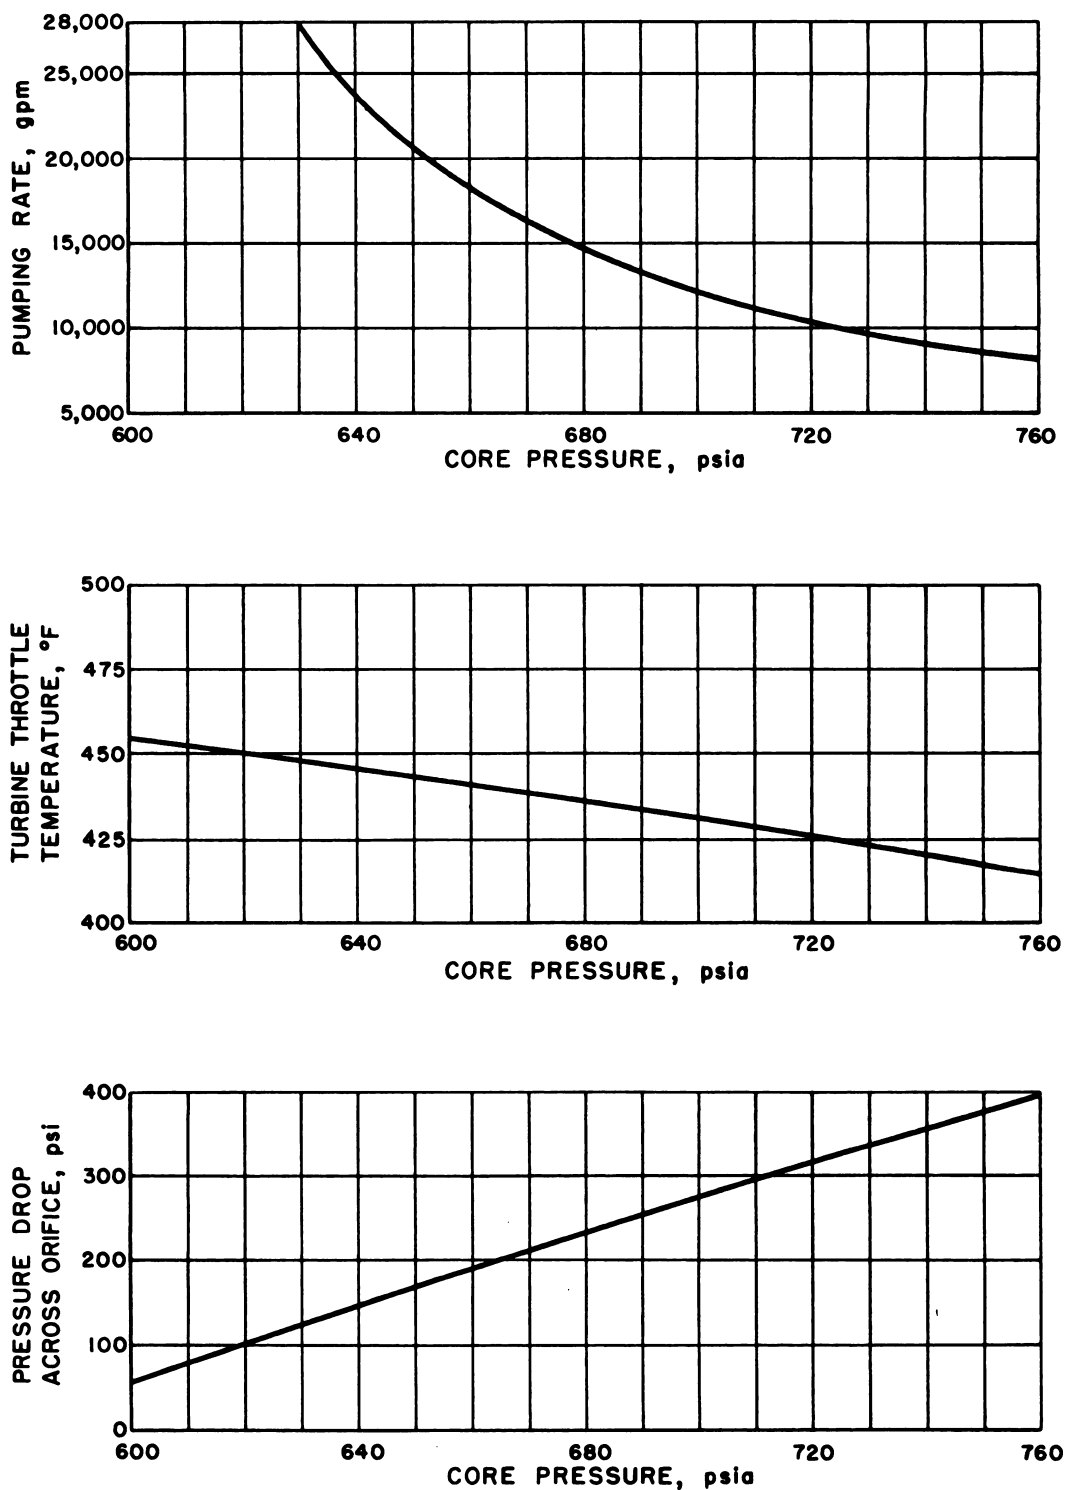 PUMPING RATE, gpm
28,000
25,000
20,000
15,000
10,000
5,000
600 640 680 720 760
CORE PRESSURE, psia
TURBINE THROTTLE
TEMPERATURE, °F
500
475
450
425
400
600 640 680 720 760
CORE PRESSURE, psia
PRESSURE DROP
ACROSS ORIFICE, psi
400
300
200
100
0
600 640 680 720 760
CORE PRESSURE, psia